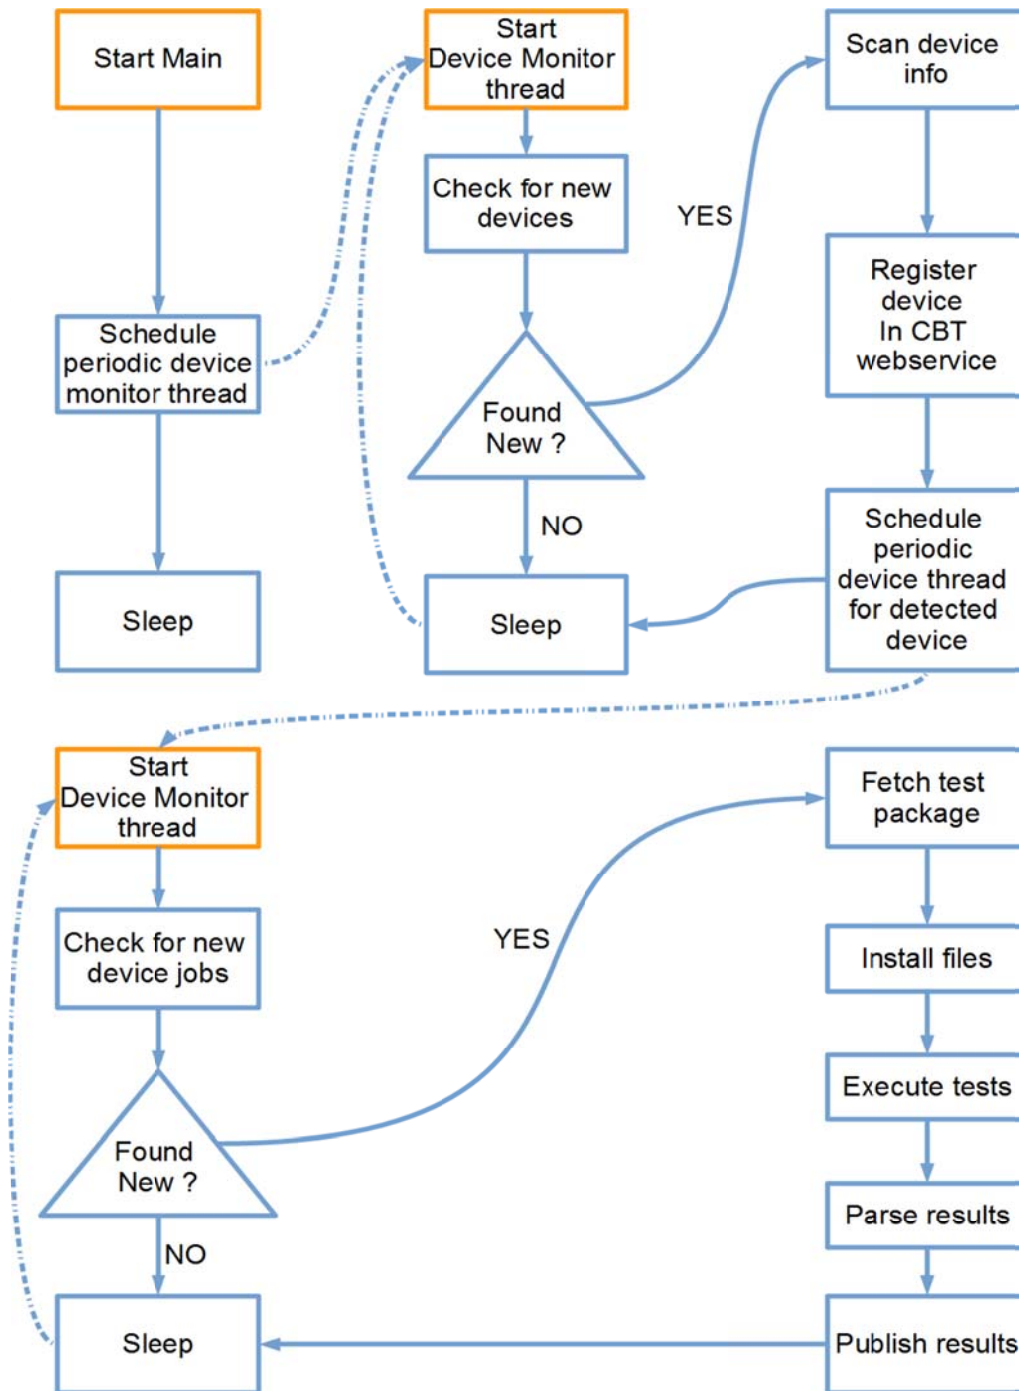 Start Main
Schedule
periodic device
monitor thread
Sleep
Start
Device Monitor
thread
Check for new
devices
Found
New ?
YES
NO
Sleep
Scan device
info
Register
device
In CBT
webservice
Schedule
periodic
device thread
for detected
device
Start
Device Monitor
thread
Check for new
device jobs
Found
New ?
YES
NO
Sleep
Fetch test
package
Install files
Execute tests
Parse results
Publish results